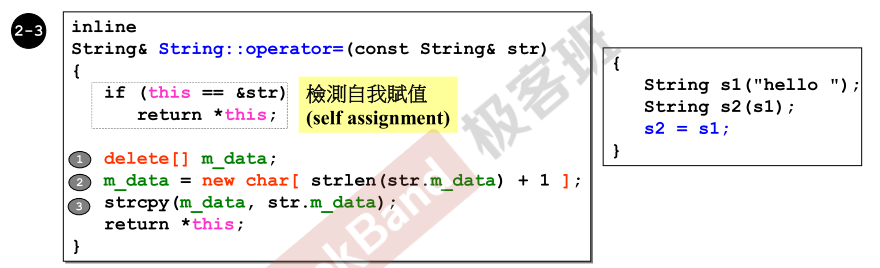 2-3
inline
String& String::operator=(const String& str)
{
if (this == &str)
return *this;
檢測自我賦值
(self assignment)
1 delete[] m_data;
2 m_data = new char[ strlen(str.m_data) + 1 ];
3 strcpy(m_data, str.m_data);
return *this;
}
{
String s1("hello ");
String s2(s1);
s2 = s1;
}
kBand 极客班